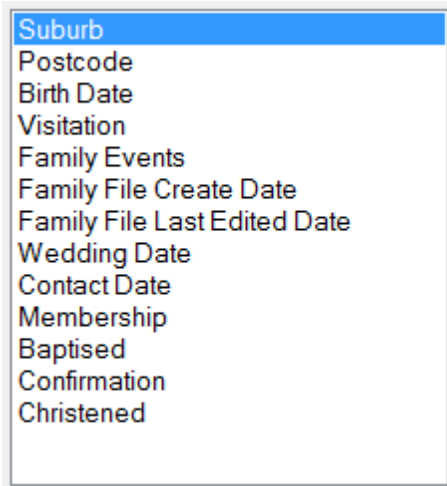 Suburb
Postcode
Birth Date
Visitation
Family Events
Family File Create Date
Family File Last Edited Date
Wedding Date
Contact Date
Membership
Baptised
Confirmation
Christened